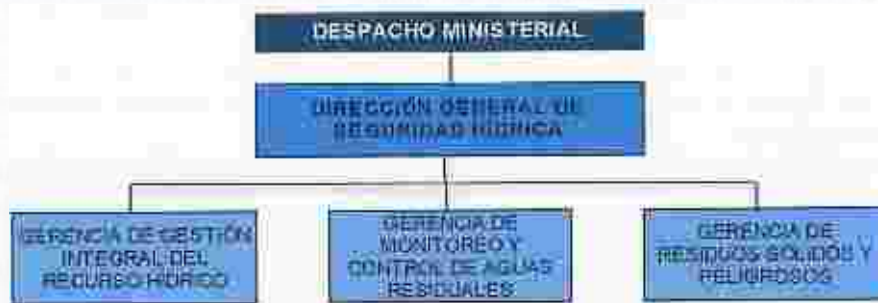 DESPACHO MINISTERIAL
DIRECCIÓN GENERAL DE
SEGURIDAD HÍDRICA
GERENCIA DE GESTIÓN
INTEGRAL DEL
RECURSO HÍDRICO
GERENCIA DE
MONITOREO Y
CONTROL DE AGUAS
RESIDUALES
GERENCIA DE
RESIDUOS SÓLIDOS Y
PELIGROSOS